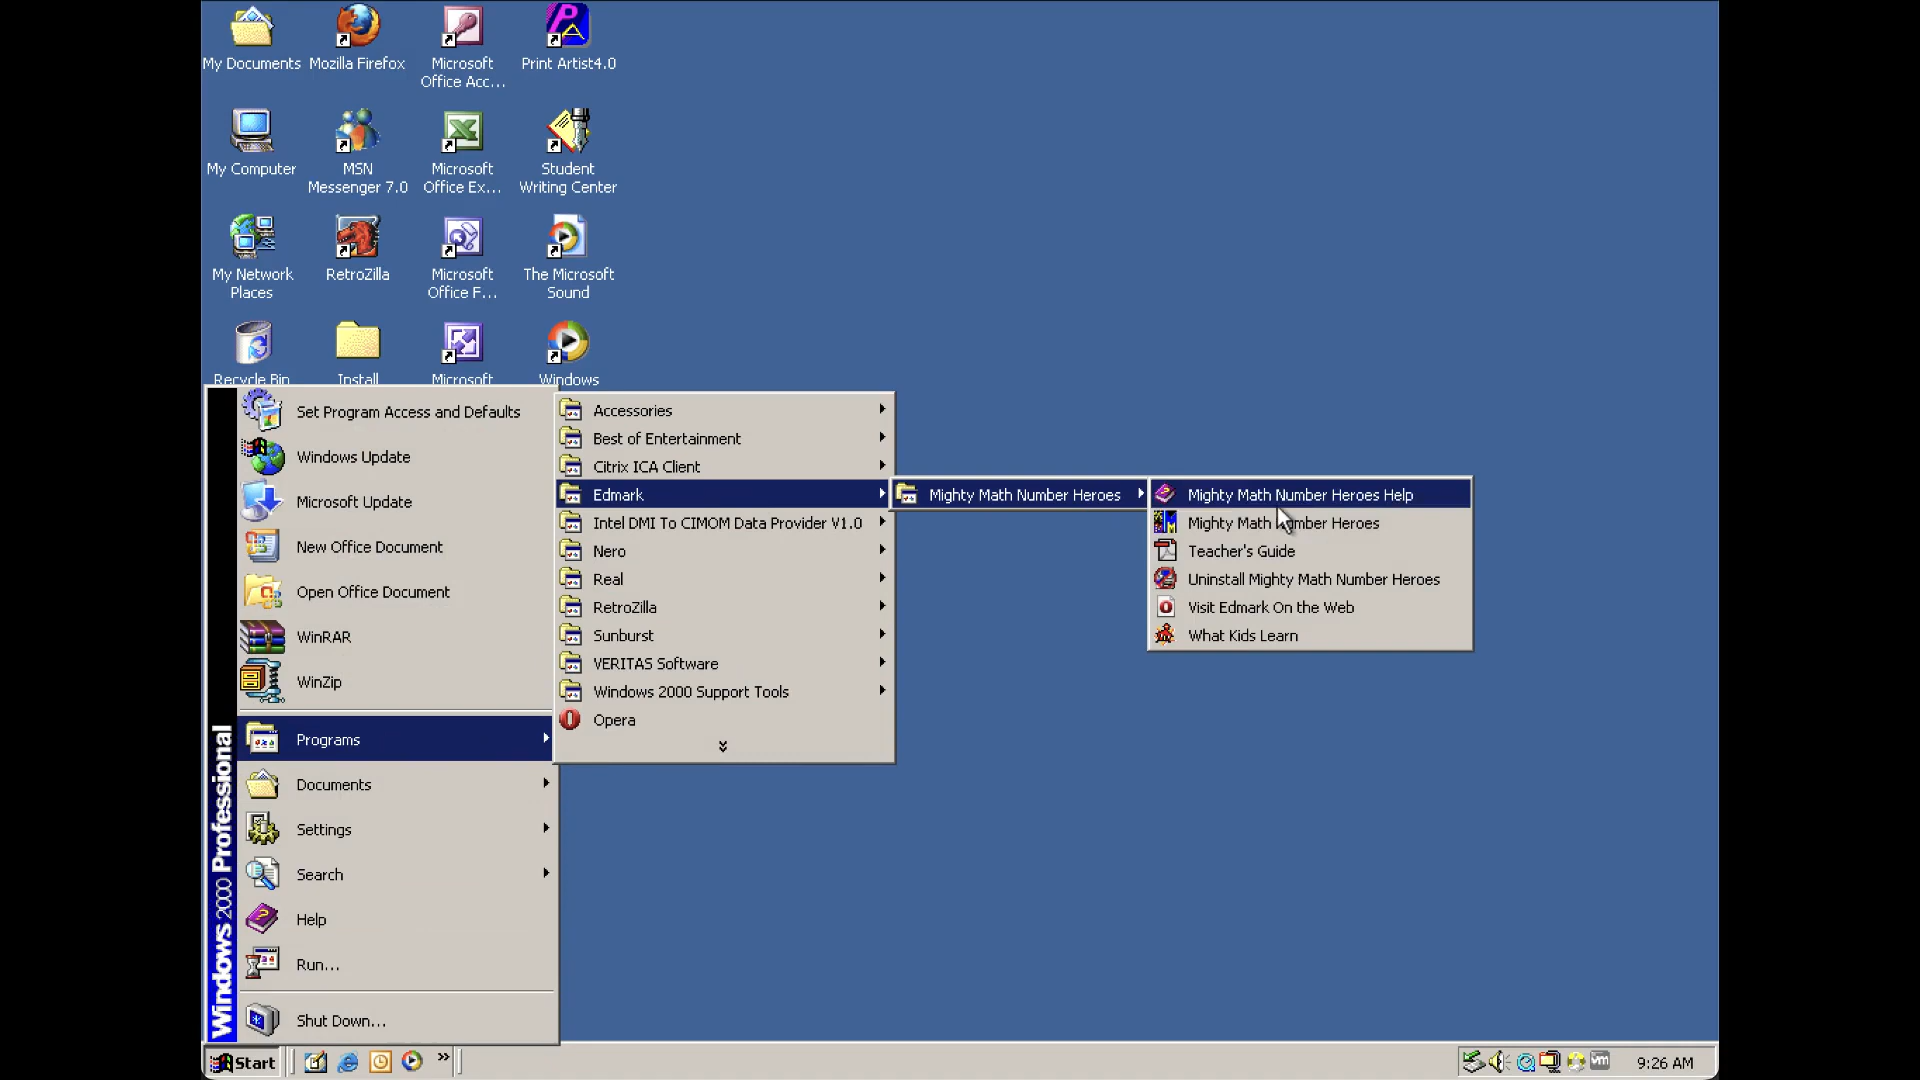 My Documents
Mozilla Firefox
Microsoft
Office Acc...
Print Artist4.0
My Computer
MSN
Messenger 7.0
Microsoft
Office Ex...
Student
Writing Center
My Network
Places
RetroZilla
Microsoft
Office F...
The Microsoft
Sound
Recycle Bin
Install
Microsoft
Windows
Set Program Access and Defaults
Windows Update
Microsoft Update
New Office Document
Open Office Document
WinRAR
WinZip
Programs
Documents
Settings
Search
Help
Run...
Shut Down...
Windows 2000 Professional
Accessories
Best of Entertainment
Citrix ICA Client
Edmark
Intel DMI To CIMOM Data Provider V1.0
Nero
Real
RetroZilla
Sunburst
VERITAS Software
Windows 2000 Support Tools
Opera
Mighty Math Number Heroes
Mighty Math Number Heroes Help
Mighty Math Number Heroes
Teacher's Guide
Uninstall Mighty Math Number Heroes
Visit Edmark On the Web
What Kids Learn
Start
9:26 AM